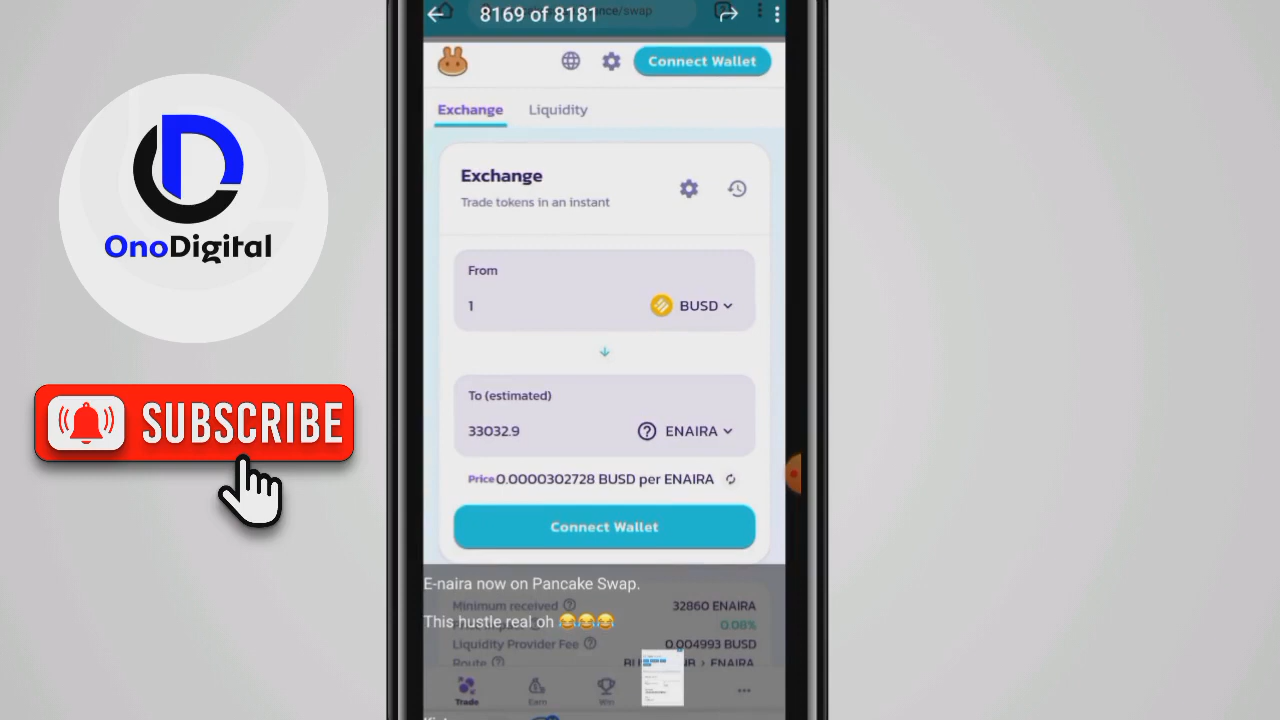 8169 of 8181
Connect Wallet
Exchange
Liquidity
Exchange
Trade tokens in an instant
From
1
BUSD
To (estimated)
33032.9
ENAIRA
Price 0.0000302728 BUSD per ENAIRA
Connect Wallet
E-naira now on Pancake Swap.
Minimum received
32860 ENAIRA
This hustle real oh 😂😂😂
0.08%
Liquidity Provider Fee
0.004993 BUSD
Route
ENAIRA
Trade
Earn
Win
OnoDigital
SUBSCRIBE